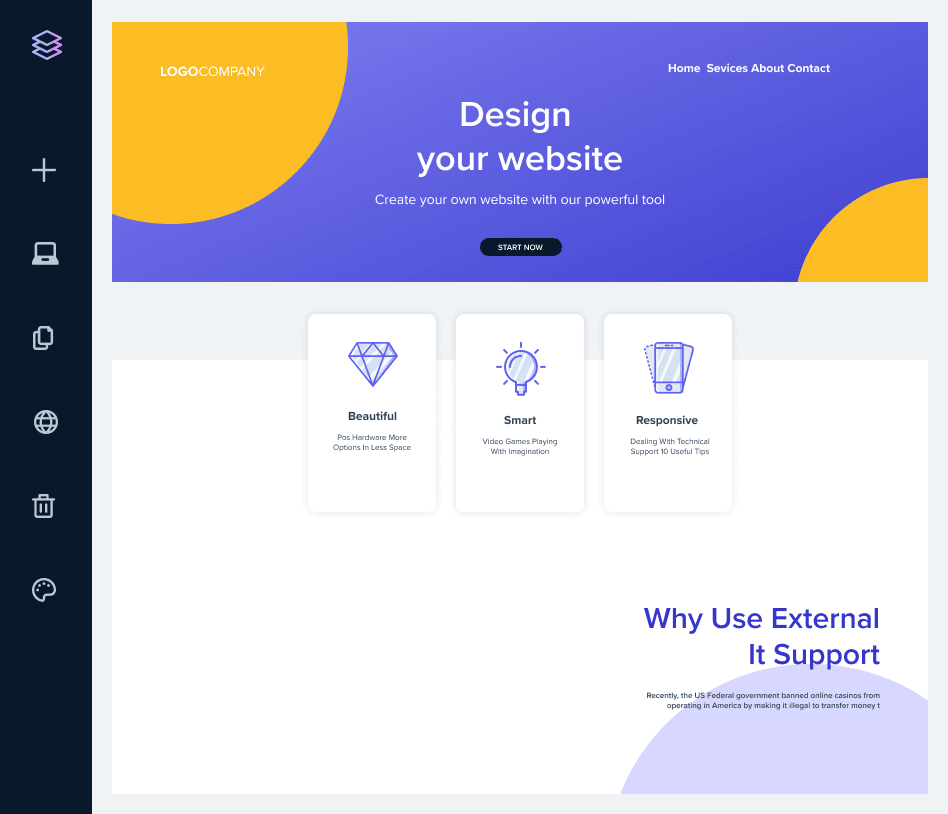 LOGOCOMPANY
Home Sevices About Contact
Design
your website
Create your own website with our powerful tool
START NOW
Beautiful
Pos Hardware More
Options In Less Space
Smart
Video Games Playing
With Imagination
Responsive
Dealing With Technical
Support 10 Useful Tips
Why Use External
It Support
Recently, the US Federal government banned online casinos from
operating in America by making it illegal to transfer money t